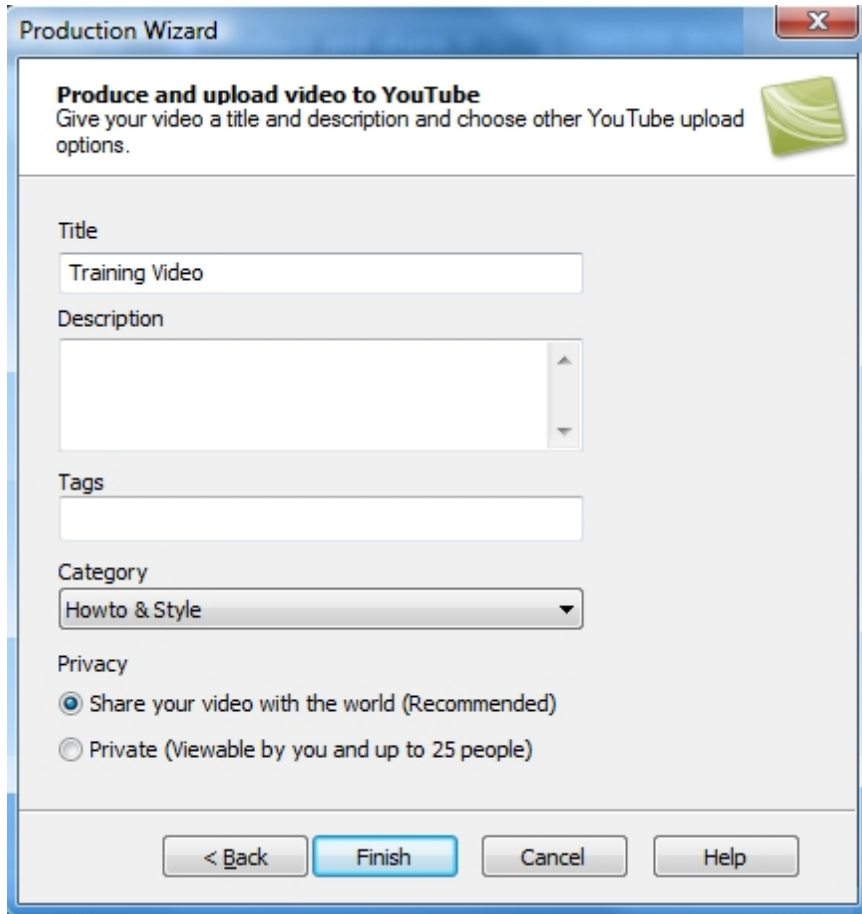 Production Wizard
Produce and upload video to YouTube
Give your video a title and description and choose other YouTube upload
options.
Title
Training Video
Description
Tags
Category
Howto & Style
Privacy
Share your video with the world (Recommended)
Private (Viewable by you and up to 25 people)
< Back Finish Cancel Help